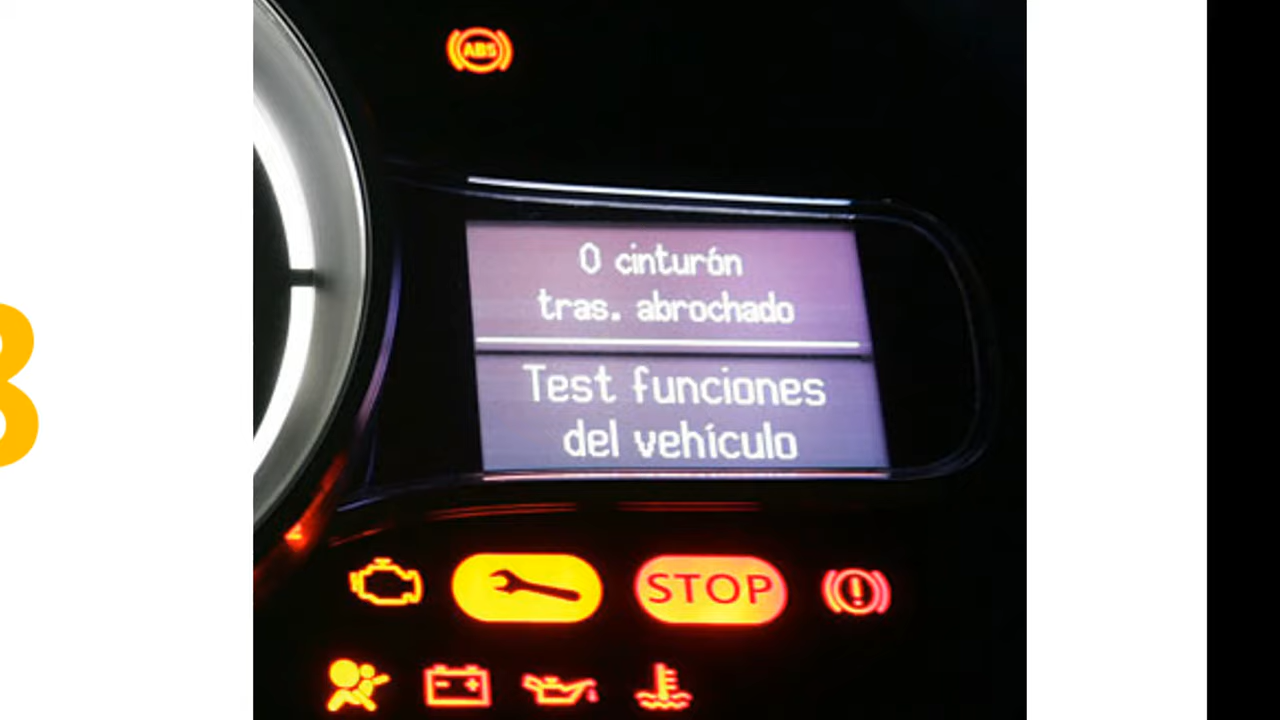 ABS
0 cinturón
tras. abrochado
Test funciones
del vehículo
STOP